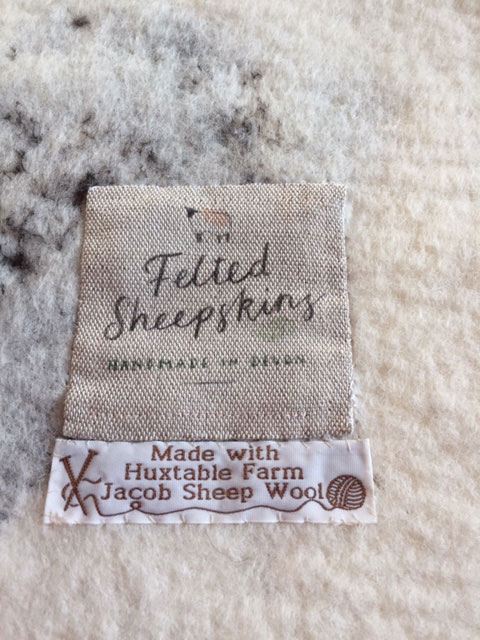 Felted
Sheepskins
HANDMADE IN DEVON
Made with
Huxtable Farm
Jacob Sheep Wool